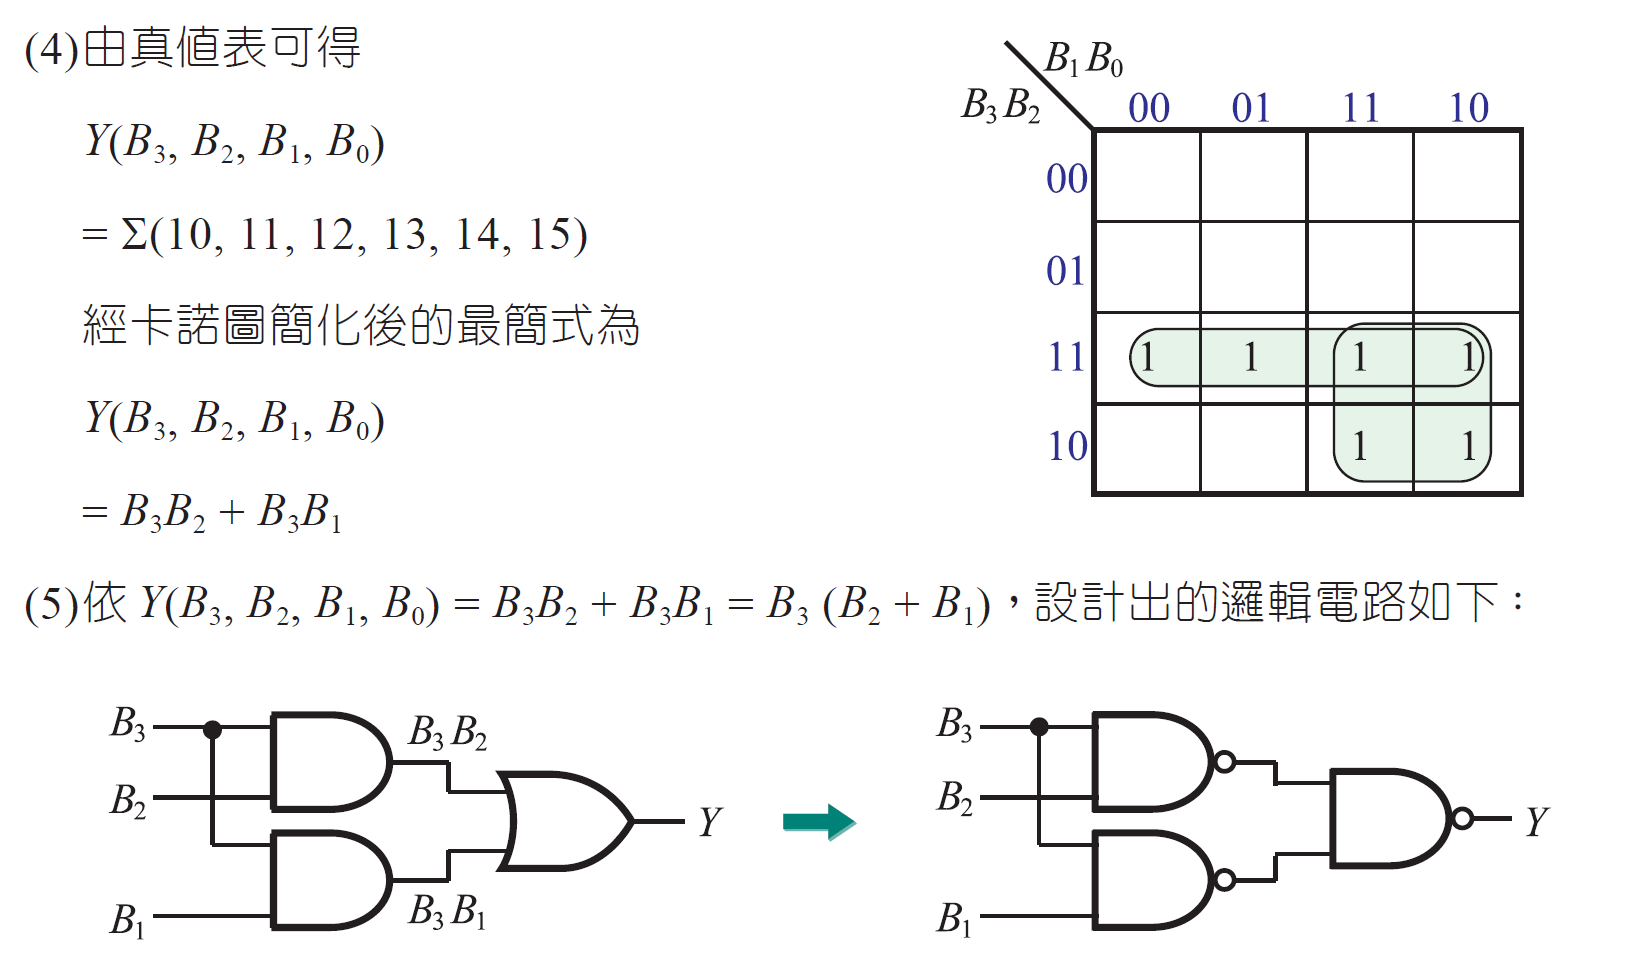 (4)由真值表可得
Y(B₃, B₂, B₁, B₀)
= Σ(10, 11, 12, 13, 14, 15)
經卡諾圖簡化後的最簡式為
Y(B₃, B₂, B₁, B₀)
= B₃B₂ + B₃B₁
B₁B₀
B₃B₂
00 01 11 10
00
01
11 1 1 1 1
10 1 1
(5)依 Y(B₃, B₂, B₁, B₀) = B₃B₂ + B₃B₁ = B₃ (B₂ + B₁)，設計出的邏輯電路如下：
B₃
B₂
B₁
B₃B₂
B₃B₁
Y
B₃
B₂
B₁
Y